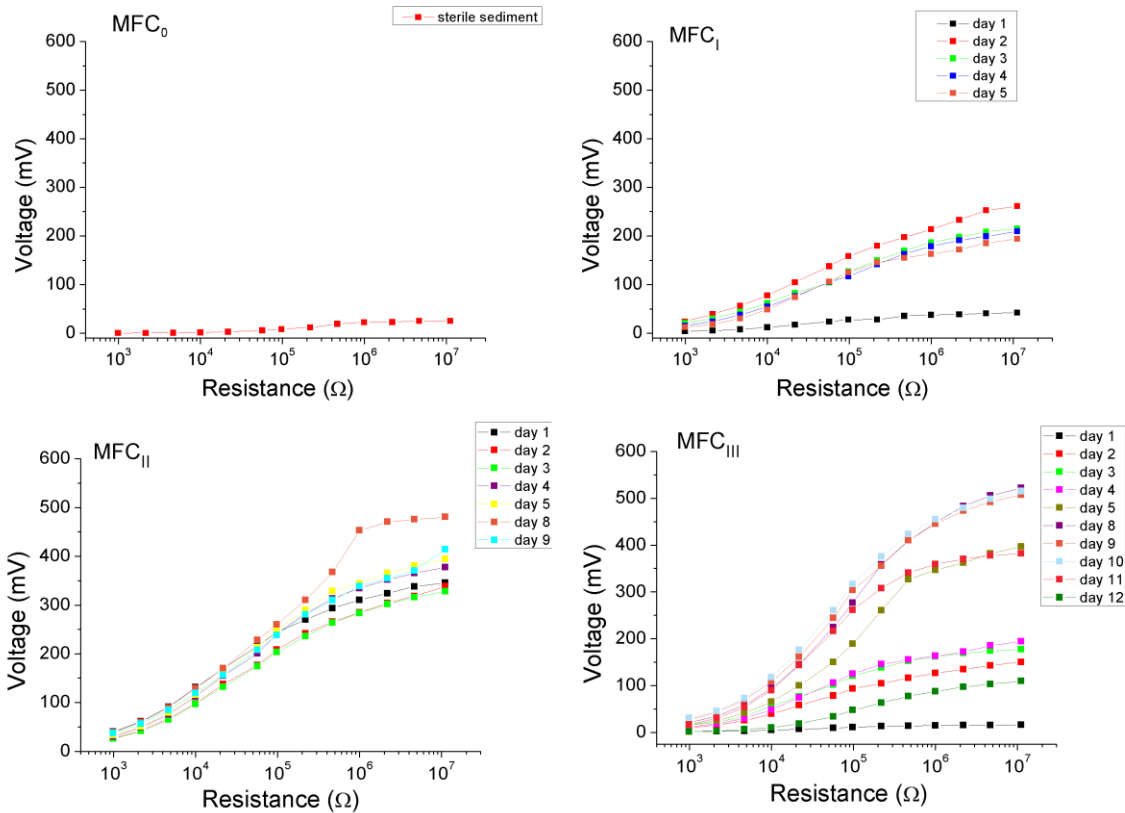 MFC0
sterile sediment
600
500
400
300
200
100
0
Voltage (mV)
10^3
10^4
10^5
10^6
10^7
Resistance (Ω)
MFCI
day 1
day 2
day 3
day 4
day 5
600
500
400
300
200
100
0
Voltage (mV)
10^3
10^4
10^5
10^6
10^7
Resistance (Ω)
MFCII
day 1
day 2
day 3
day 4
day 5
day 8
day 9
600
500
400
300
200
100
0
Voltage (mV)
10^3
10^4
10^5
10^6
10^7
Resistance (Ω)
MFCIII
day 1
day 2
day 3
day 4
day 5
day 8
day 9
day 10
day 11
day 12
600
500
400
300
200
100
0
Voltage (mV)
10^3
10^4
10^5
10^6
10^7
Resistance (Ω)